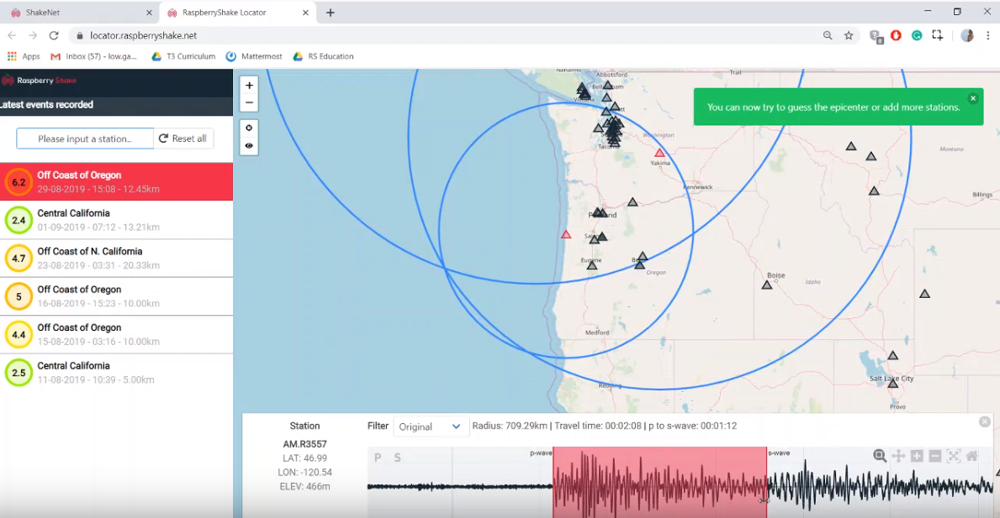 ShakeNet
RaspberryShake Locator
locator.raspberryshake.net
Apps
Inbox (57) - low.ga...
T3 Curriculum
Mattermost
RS Education
Raspberry Shake
Latest events recorded
Please input a station...
Reset all
6.2
Off Coast of Oregon
29-08-2019 - 15:08 - 12.45km
2.4
Central California
01-09-2019 - 07:12 - 13.21km
4.7
Off Coast of N. California
23-08-2019 - 03:31 - 20.33km
5
Off Coast of Oregon
16-08-2019 - 15:23 - 10.00km
4.4
Off Coast of Oregon
15-08-2019 - 03:16 - 10.00km
2.5
Central California
11-08-2019 - 10:39 - 5.00km
You can now try to guess the epicenter or add more stations.
Nanaimo
Abbotsford
Trail
Washington
Yakima
Kennewick
Montana
Billings
Eugene
Oregon
Boise
Idaho
Medford
Redding
Salt Lake City
Provo
Station
AM.R3557
LAT: 46.99
LON: -120.54
ELEV: 466m
Filter
Original
Radius: 709.29km | Travel time: 00:02:08 | p to s-wave: 00:01:12
P S
p-wave
s-wave